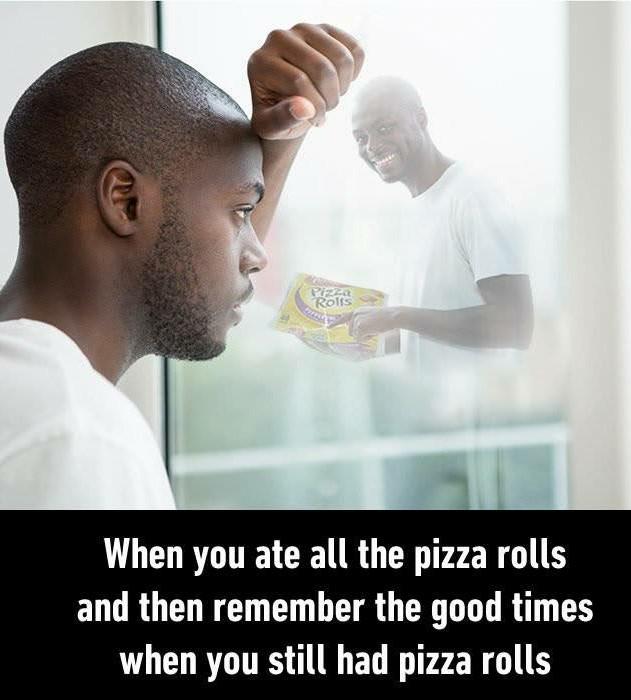 Pizza
Rolls
When you ate all the pizza rolls
and then remember the good times
when you still had pizza rolls